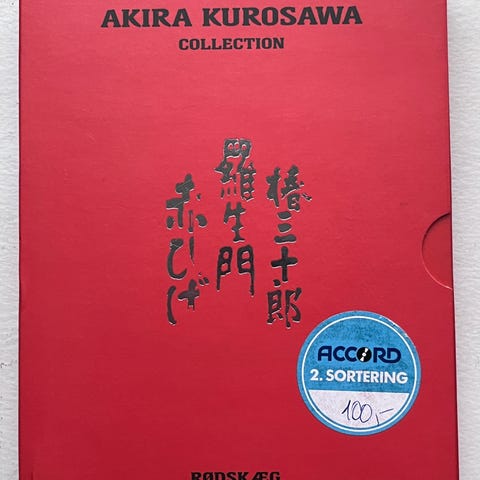 AKIRA KUROSAWA
COLLECTION
椿三十郎
羅生門
赤ひげ
ACCORD
2. SORTERING
100,-
RØDSKÆG